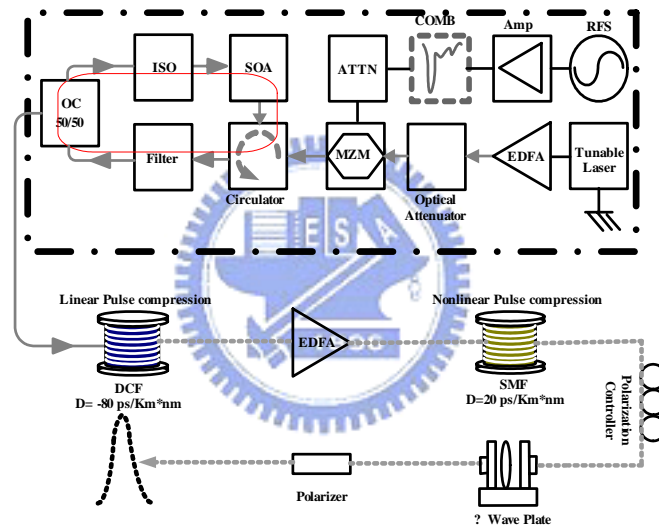 COMB
Amp
RFS
ISO
SOA
ATTN
OC
50/50
Filter
Circulator
MZM
Optical
Attenuator
EDFA
Tunable
Laser
E S A
Linear Pulse compression
Nonlinear Pulse compression
EDFA
DCF
D= -80 ps/Km*nm
SMF
D=20 ps/Km*nm
Polarization
Controller
Polarizer
? Wave Plate